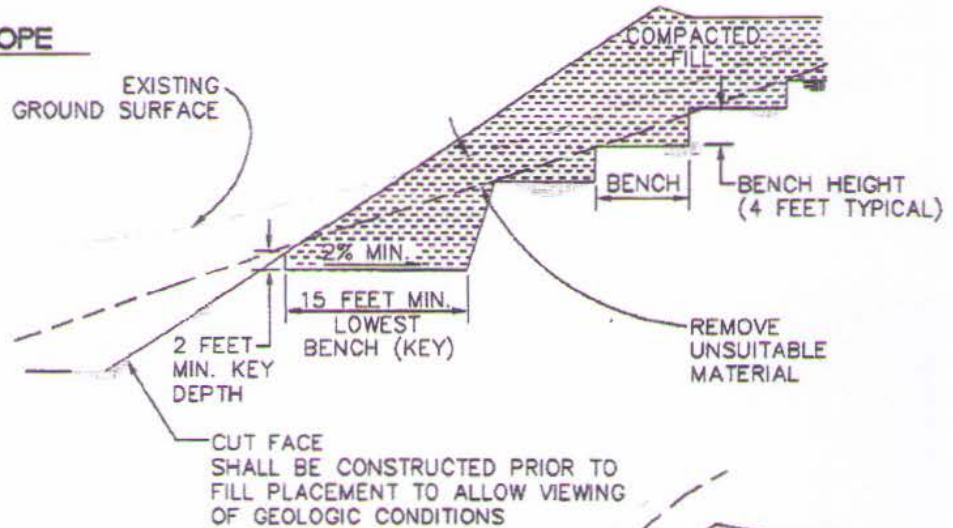 OPE
EXISTING
GROUND SURFACE
COMPACTED
FILL
BENCH
BENCH HEIGHT
(4 FEET TYPICAL)
2% MIN.
15 FEET MIN.
LOWEST
BENCH (KEY)
2 FEET
MIN. KEY
DEPTH
REMOVE
UNSUITABLE
MATERIAL
CUT FACE
SHALL BE CONSTRUCTED PRIOR TO
FILL PLACEMENT TO ALLOW VIEWING
OF GEOLOGIC CONDITIONS